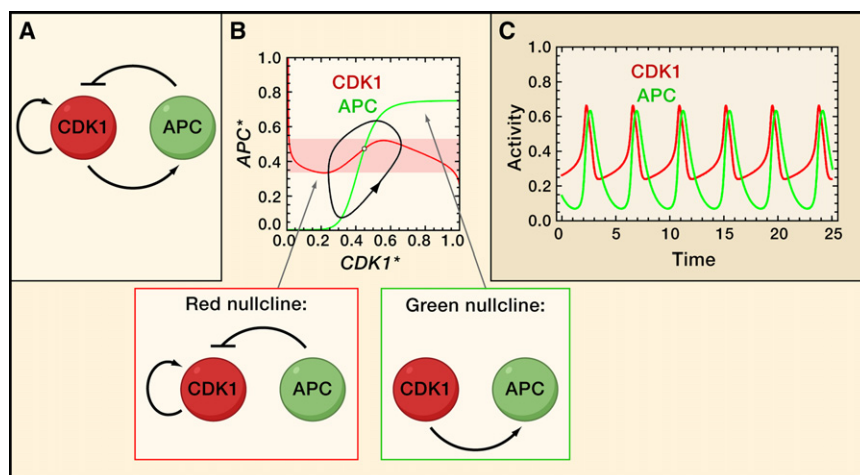 A
CDK1
APC
B
1.0
0.8
0.6
0.4
0.2
0.0
APC*
CDK1
APC
0.0 0.2 0.4 0.6 0.8 1.0
CDK1*
C
1.0
0.8
0.6
0.4
0.2
0.0
Activity
CDK1
APC
0 5 10 15 20 25
Time
Red nullcline:
CDK1
APC
Green nullcline:
CDK1
APC